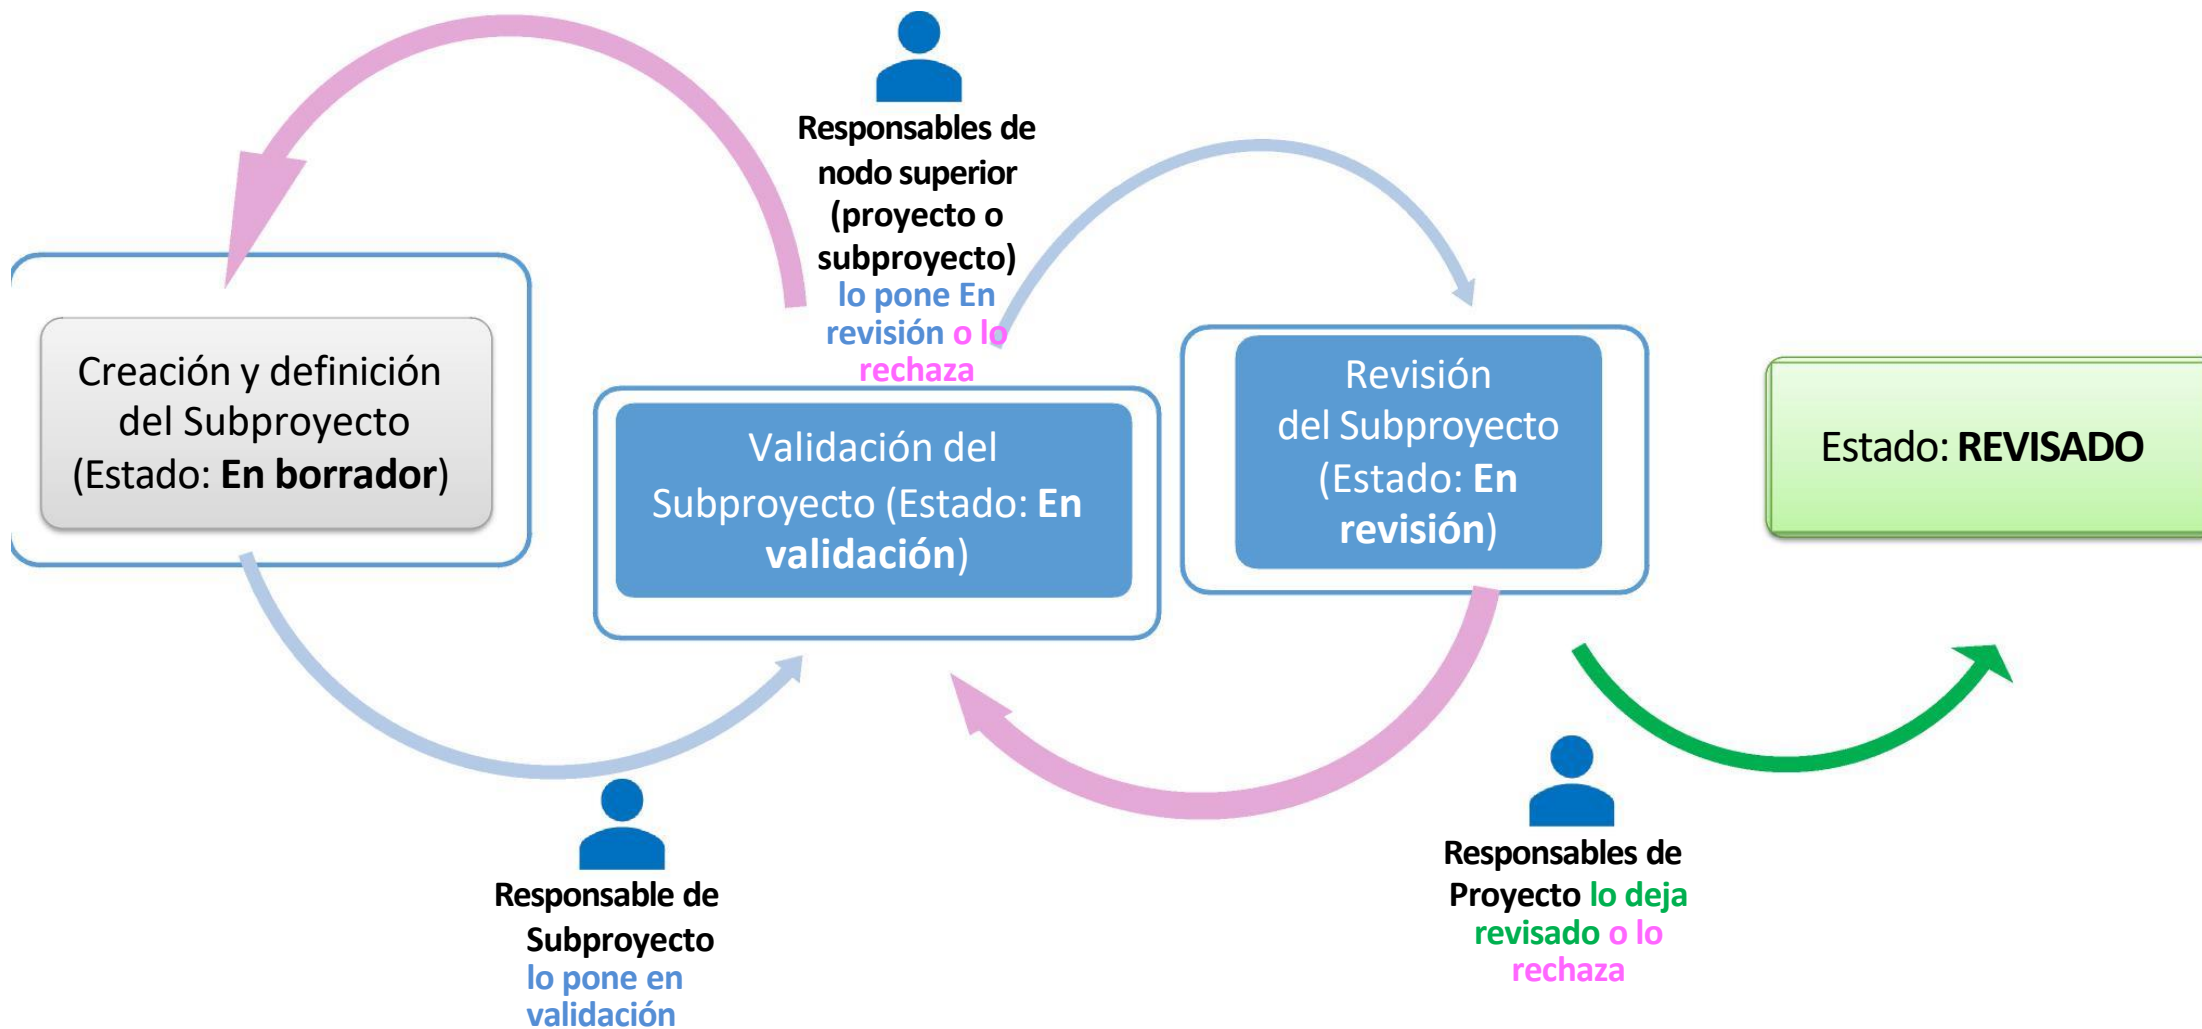 Responsables de
nodo superior
(proyecto o
subproyecto)
lo pone En
revisión o lo
rechaza
Creación y definición
del Subproyecto
(Estado: En borrador)
Validación del
Subproyecto (Estado: En
validación)
Revisión
del Subproyecto
(Estado: En
revisión)
Estado: REVISADO
Responsable de
Subproyecto
lo pone en
validación
Responsables de
Proyecto lo deja
revisado o lo
rechaza